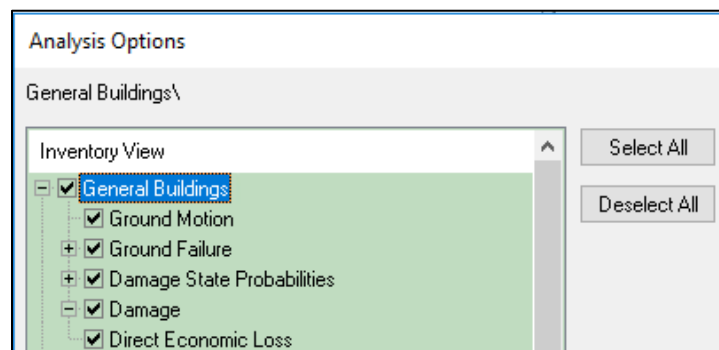 Analysis Options
General Buildings\
Inventory View
Select All
General Buildings
Deselect All
Ground Motion
Ground Failure
Damage State Probabilities
Damage
Direct Economic Loss